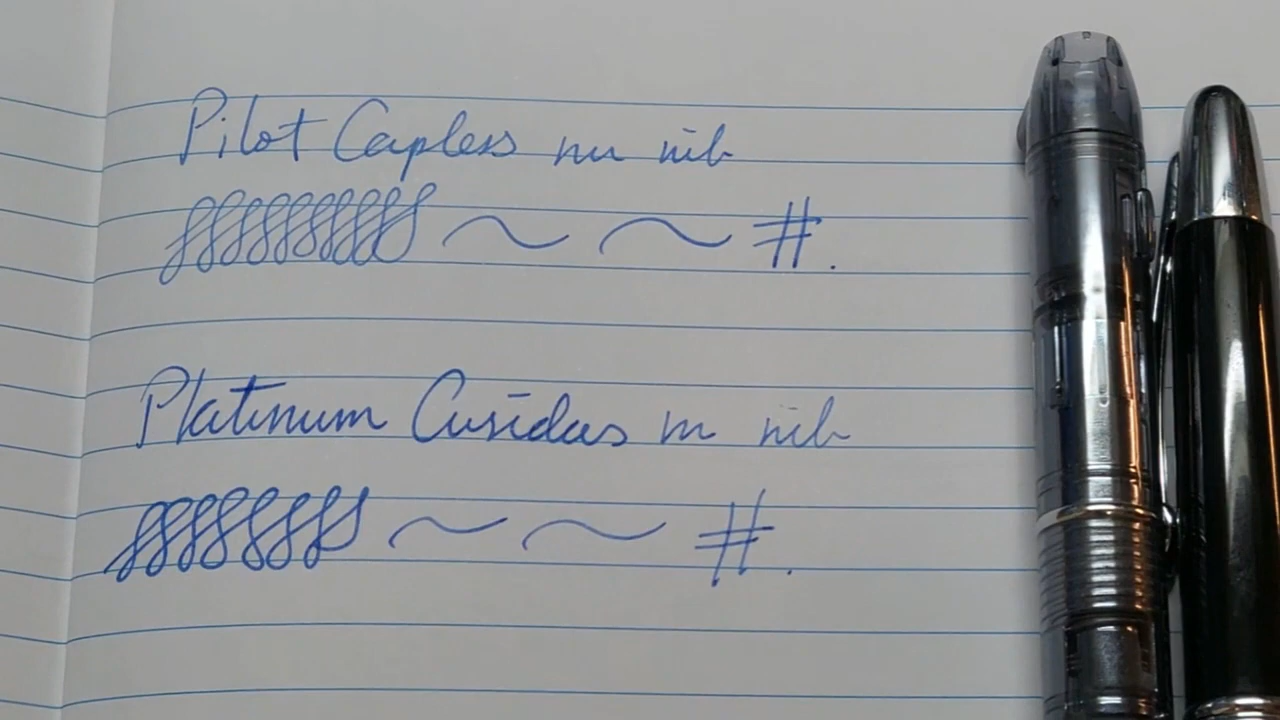 Pilot Capless m nib
~ ~ #.
Platinum Curidas m nib
~ ~ #.